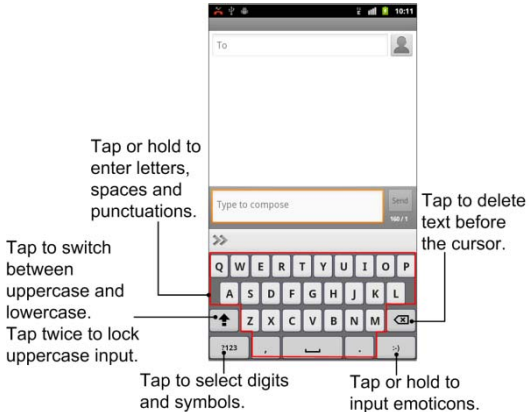 10:11
To
Tap or hold to
enter letters,
spaces and
punctuations.
Type to compose
Send
160 / 1
Tap to delete
text before
the cursor.
Tap to switch
between
uppercase and
lowercase.
Tap twice to lock
uppercase input.
Q W E R T Y U I O P
A S D F G H J K L
Z X C V B N M
?123 , . :-)
Tap to select digits
and symbols.
Tap or hold to
input emoticons.